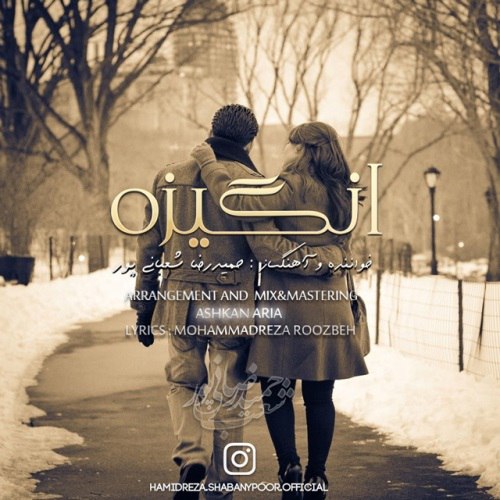 انگیزه
خواننده و آهنگساز : حمیدرضا شعبانی پور
ARRANGEMENT AND MIX&MASTERING
ASHKAN ARIA
LYRICS : MOHAMMADREZA ROOZBEH
HAMIDREZA.SHABANYPOOR.OFFICIAL